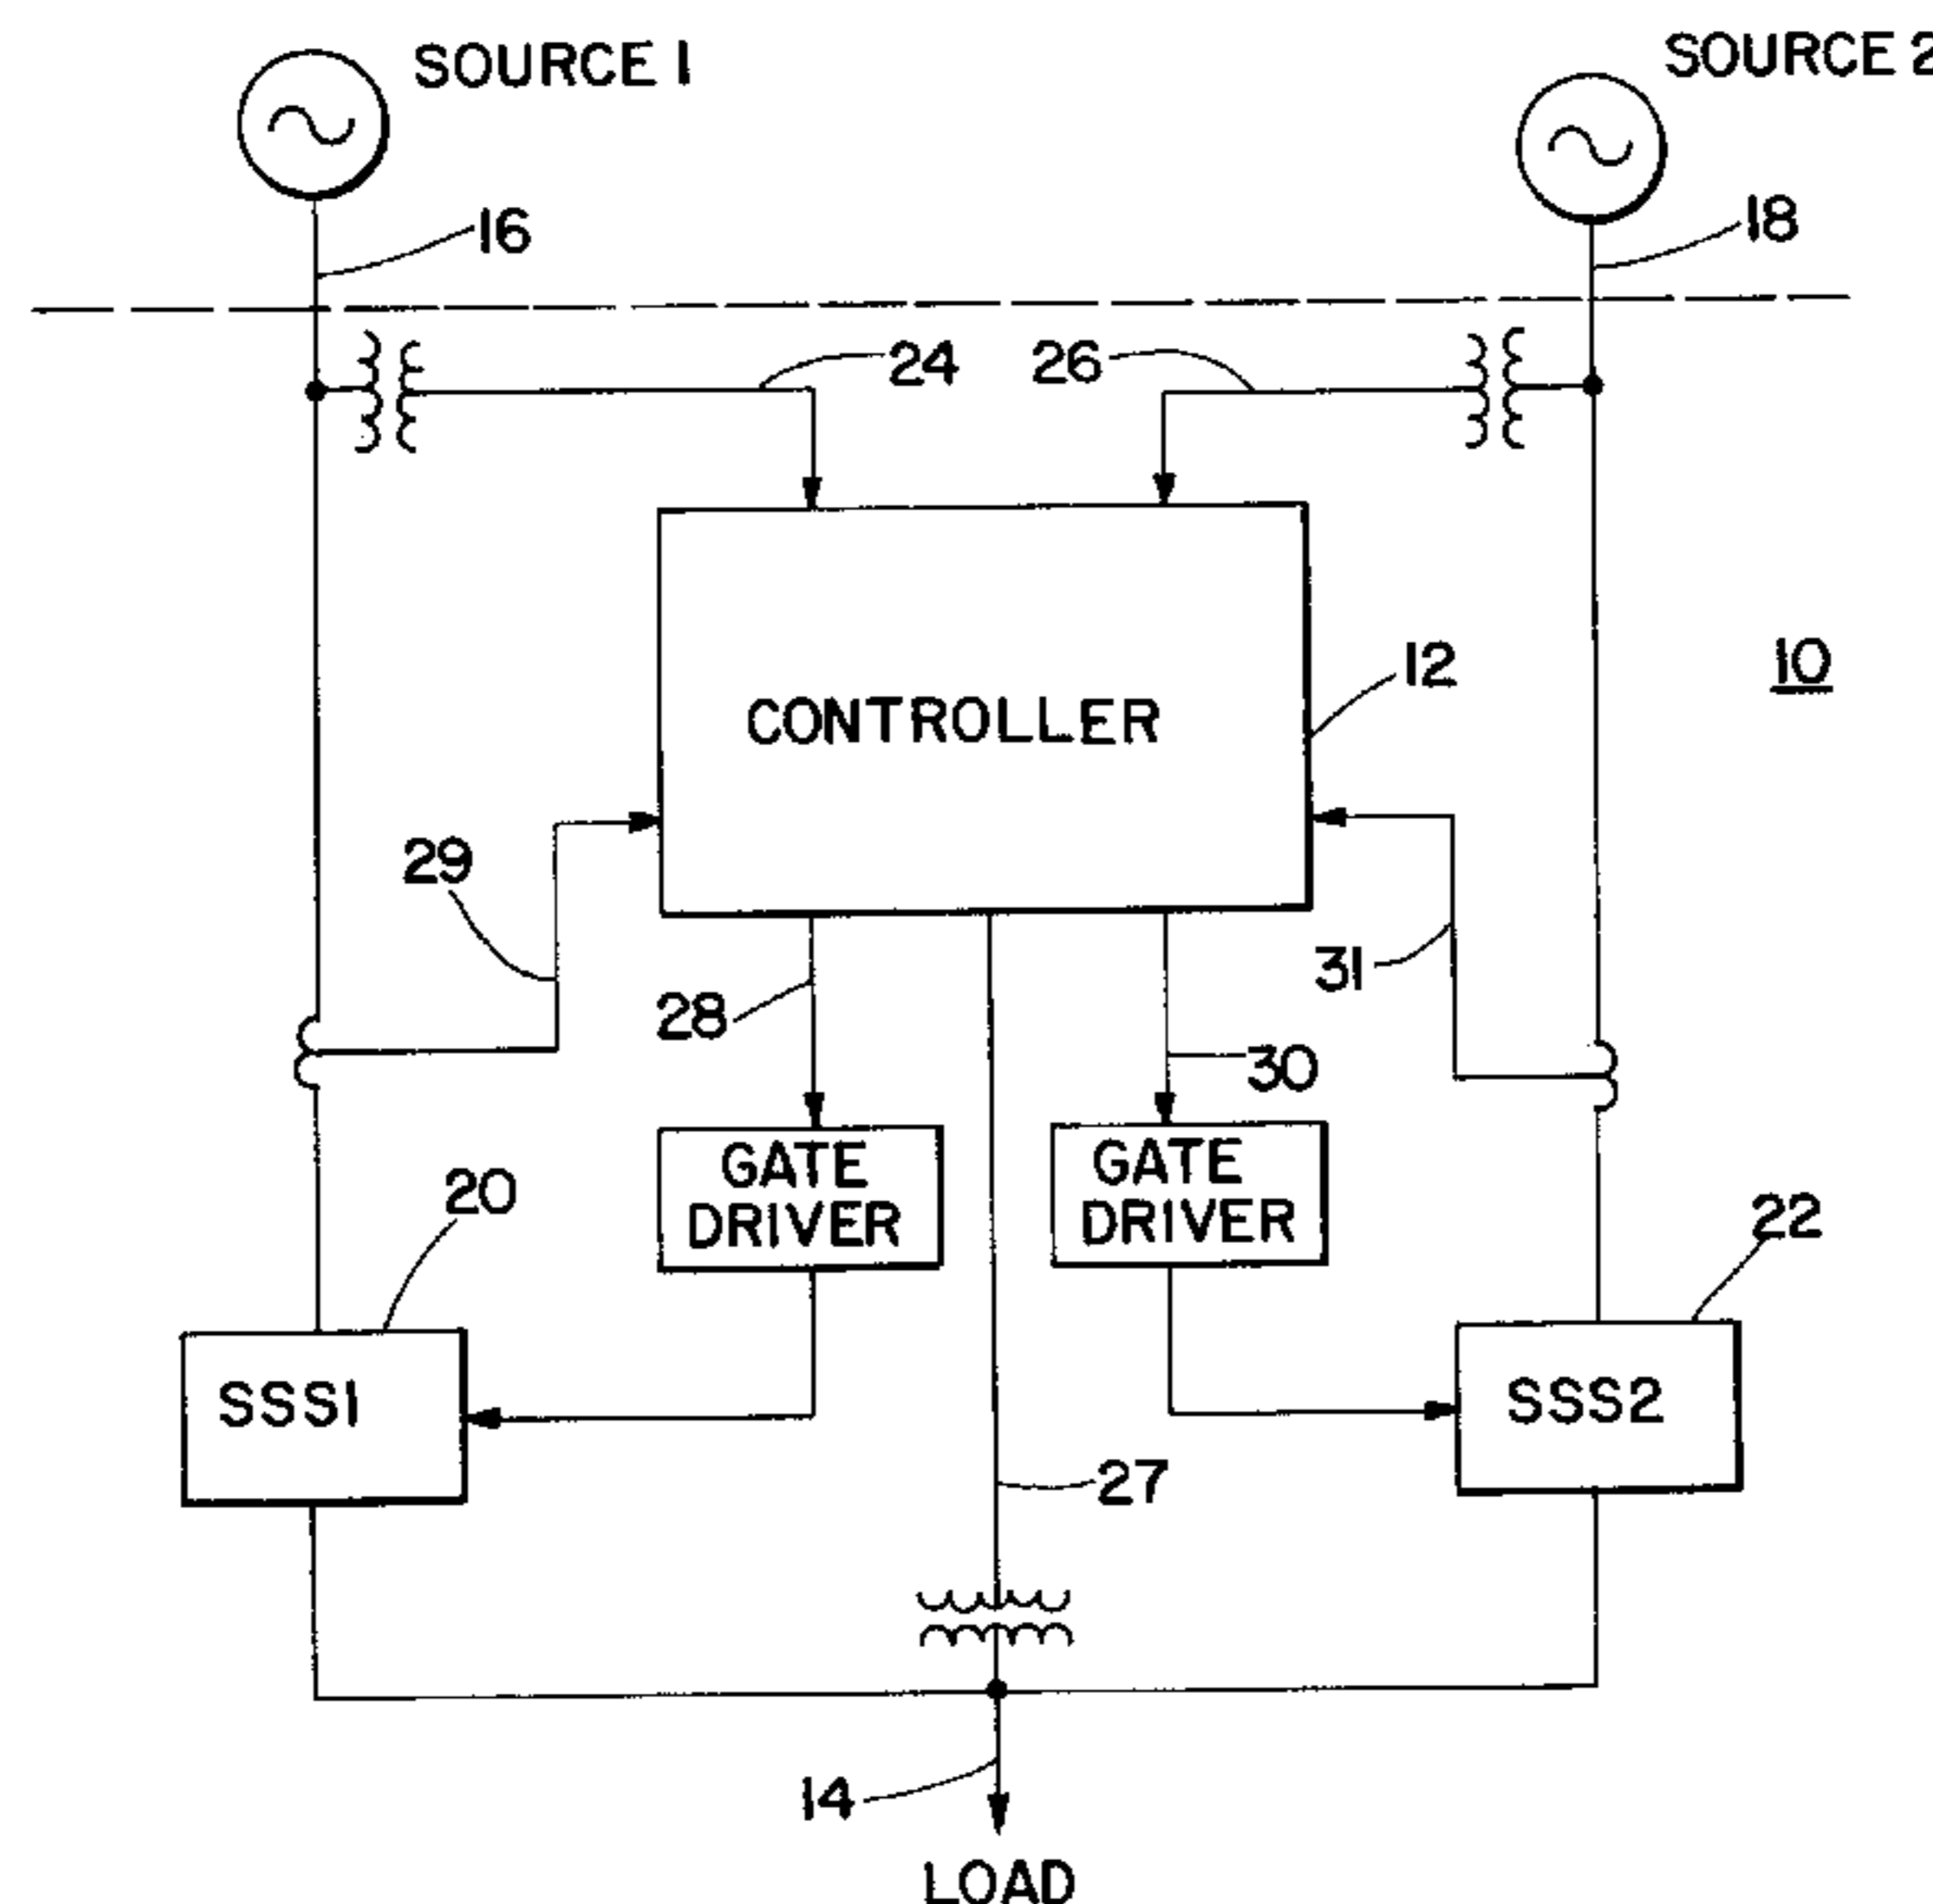 SOURCE 1
SOURCE 2
16
18
24
26
12
10
CONTROLLER
29
28
31
30
GATE
DRIVER
GATE
DRIVER
20
22
SSS1
SSS2
27
14
LOAD